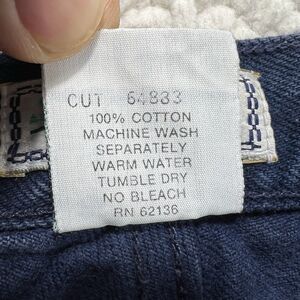 CUT 64833
100% COTTON
MACHINE WASH
SEPARATELY
WARM WATER
TUMBLE DRY
NO BLEACH
RN 62136